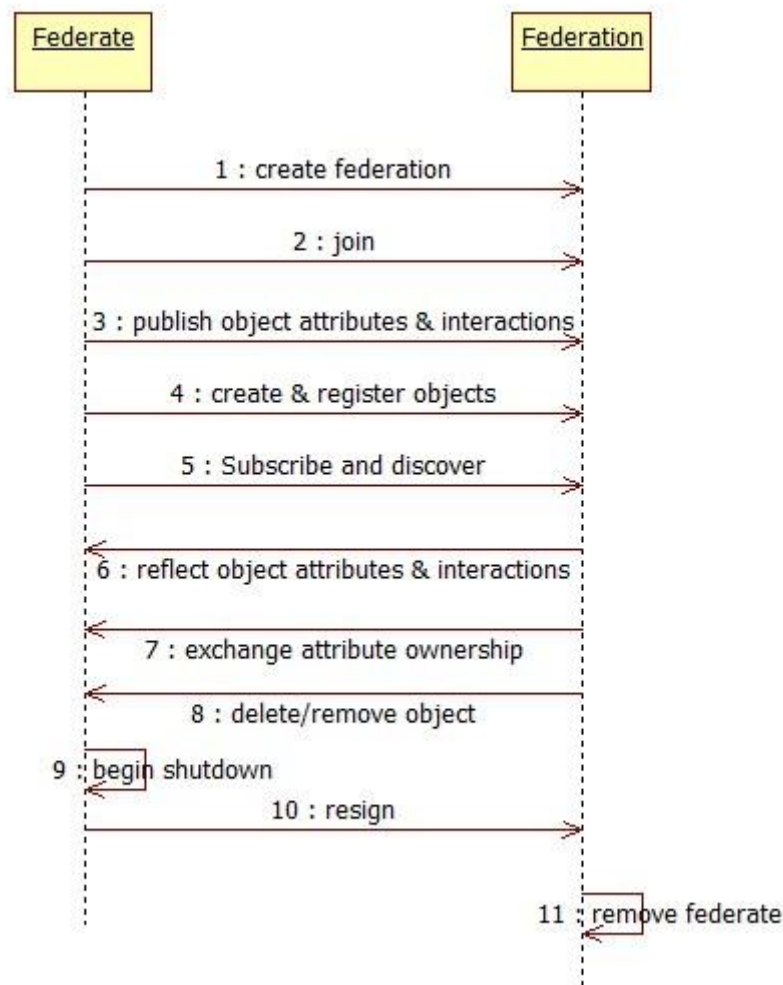 Federate
Federation
1 : create federation
2 : join
3 : publish object attributes & interactions
4 : create & register objects
5 : Subscribe and discover
6 : reflect object attributes & interactions
7 : exchange attribute ownership
8 : delete/remove object
9 : begin shutdown
10 : resign
11 : remove federate